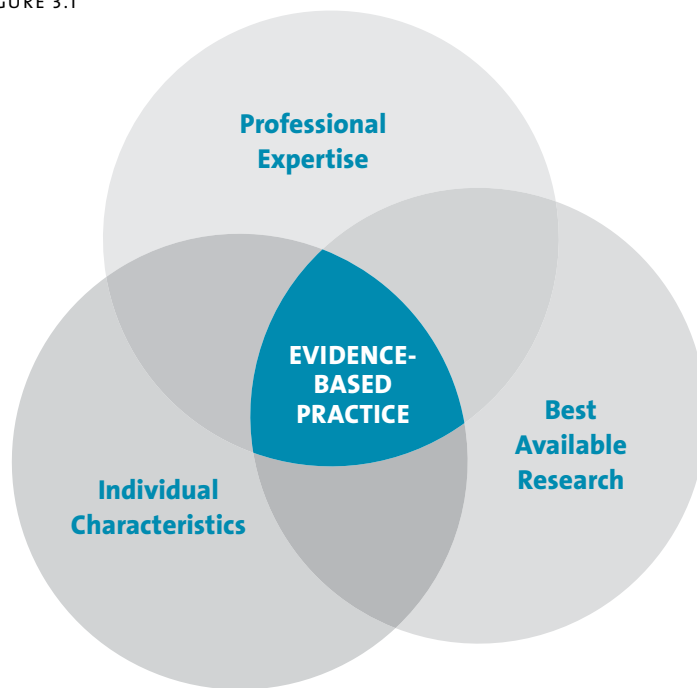 GURE 3.1
Professional
Expertise
EVIDENCE-
BASED
PRACTICE
Best
Available
Research
Individual
Characteristics